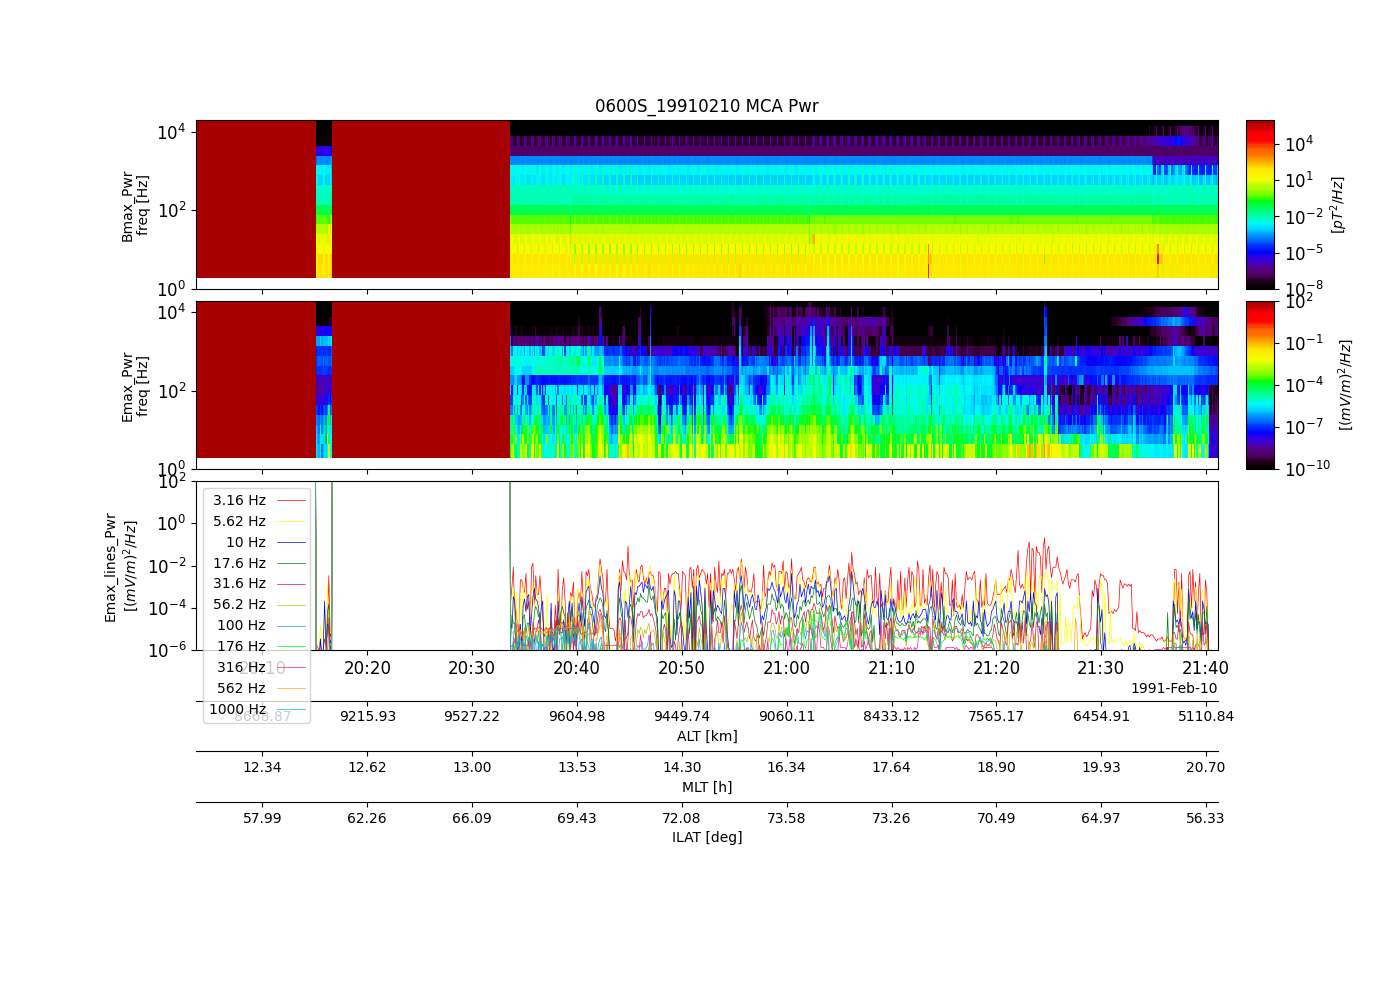 0600S_19910210 MCA Pwr
10^4
10^2
10^0
Bmax_Pwr
freq [Hz]
10^4
10^1
10^-2
10^-5
10^-8
[pT^2/Hz]
10^4
10^2
10^0
Emax_Pwr
freq [Hz]
10^2
10^-1
10^-4
10^-7
10^-10
[(mV/m)^2/Hz]
10^2
10^0
10^-2
10^-4
10^-6
Emax_lines_Pwr
[(mV/m)^2/Hz]
3.16 Hz
5.62 Hz
10 Hz
17.6 Hz
31.6 Hz
56.2 Hz
100 Hz
176 Hz
316 Hz
562 Hz
1000 Hz
20:10 20:20 20:30 20:40 20:50 21:00 21:10 21:20 21:30 21:40
1991-Feb-10
8668.87 9215.93 9527.22 9604.98 9449.74 9060.11 8433.12 7565.17 6454.91 5110.84
ALT [km]
12.34 12.62 13.00 13.53 14.30 16.34 17.64 18.90 19.93 20.70
MLT [h]
57.99 62.26 66.09 69.43 72.08 73.58 73.26 70.49 64.97 56.33
ILAT [deg]